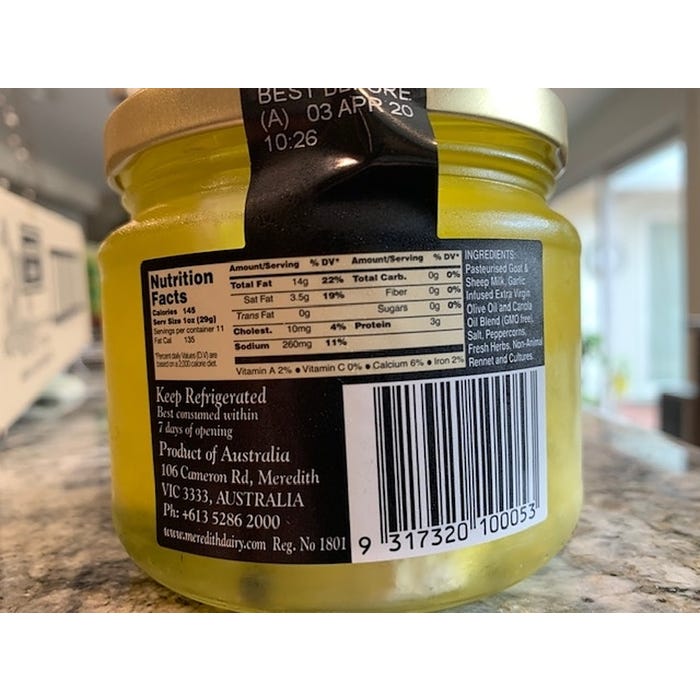 BEST BEFORE
(A) 03 APR 20
10:26
Nutrition
Facts
Calories 145
Serv Size 1oz (29g)
Servings per container 11
Fat Cal 135
*Percent daily Values (D.V) are
based on a 2,000 calorie diet.
Amount/Serving % DV* Amount/Serving % DV*
Total Fat 14g 22% Total Carb. 0g 0%
Sat Fat 3.5g 19% Fiber 0g 0%
Trans Fat 0g Sugars 0g 0%
Cholest. 10mg 4% Protein 3g
Sodium 260mg 11%
Vitamin A 2% • Vitamin C 0% • Calcium 6% • Iron 2%
INGREDIENTS:
Pasteurised Goat &
Sheep Milk, Garlic
Infused Extra Virgin
Olive Oil and Canola
Oil Blend (GMO free),
Salt, Peppercorns,
Fresh Herbs, Non-Animal
Rennet and Cultures.
Keep Refrigerated
Best consumed within
7 days of opening
Product of Australia
106 Cameron Rd, Meredith
VIC 3333, AUSTRALIA
Ph: +613 5286 2000
www.meredithdairy.com Reg. No 1801
9 317320 100053